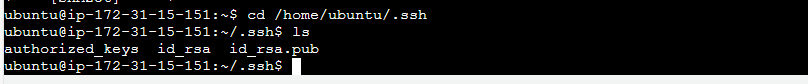 ubuntu@ip-172-31-15-151:~$ cd /home/ubuntu/.ssh
ubuntu@ip-172-31-15-151:~/.ssh$ ls
authorized_keys  id_rsa  id_rsa.pub
ubuntu@ip-172-31-15-151:~/.ssh$